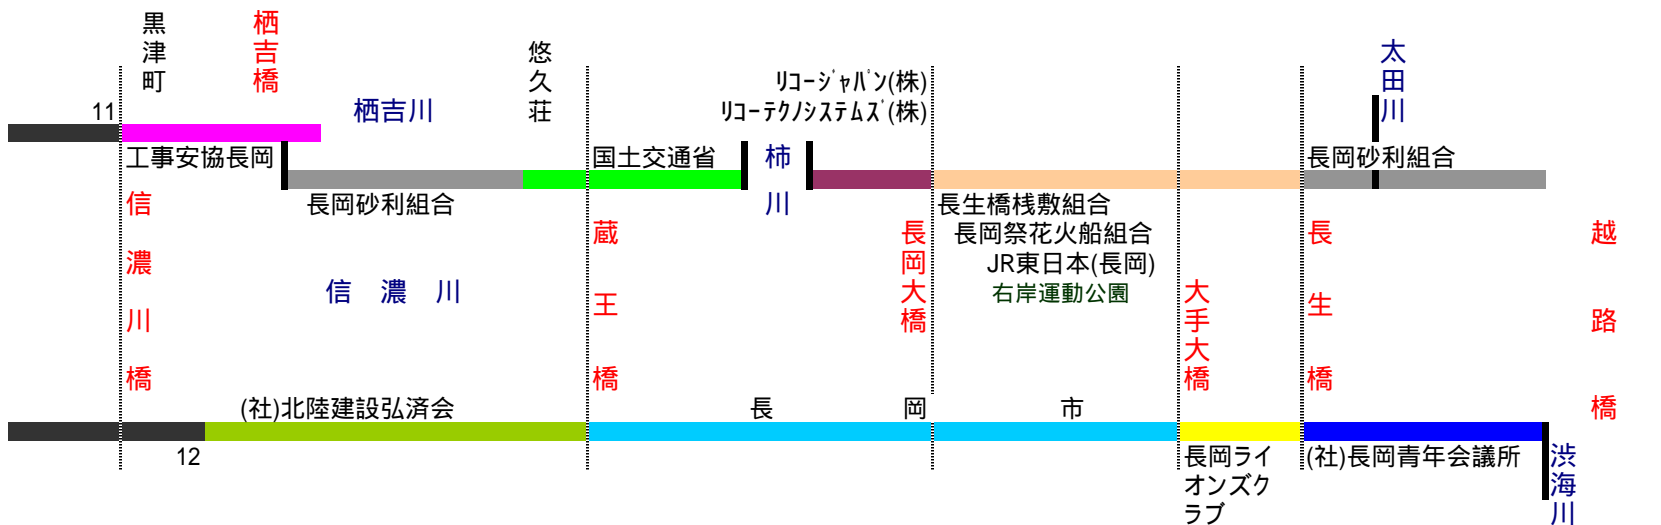 黒津町
栖吉橋
悠久荘
太田川
11
栖吉川
ﾘｺｰｼﾞｬﾊﾟﾝ(株)
ﾘｺｰﾃｸﾉｼｽﾃﾑｽﾞ(株)
工事安協長岡
国土交通省
柿川
長岡砂利組合
長岡砂利組合
長生橋桟敷組合
長岡祭花火船組合
JR東日本(長岡)
右岸運動公園
信濃川橋
信 濃 川
蔵王橋
長岡大橋
大手大橋
長生橋
越路橋
(社)北陸建設弘済会
長 岡 市
12
長岡ライ
オンズク
ラブ
(社)長岡青年会議所
渋海川